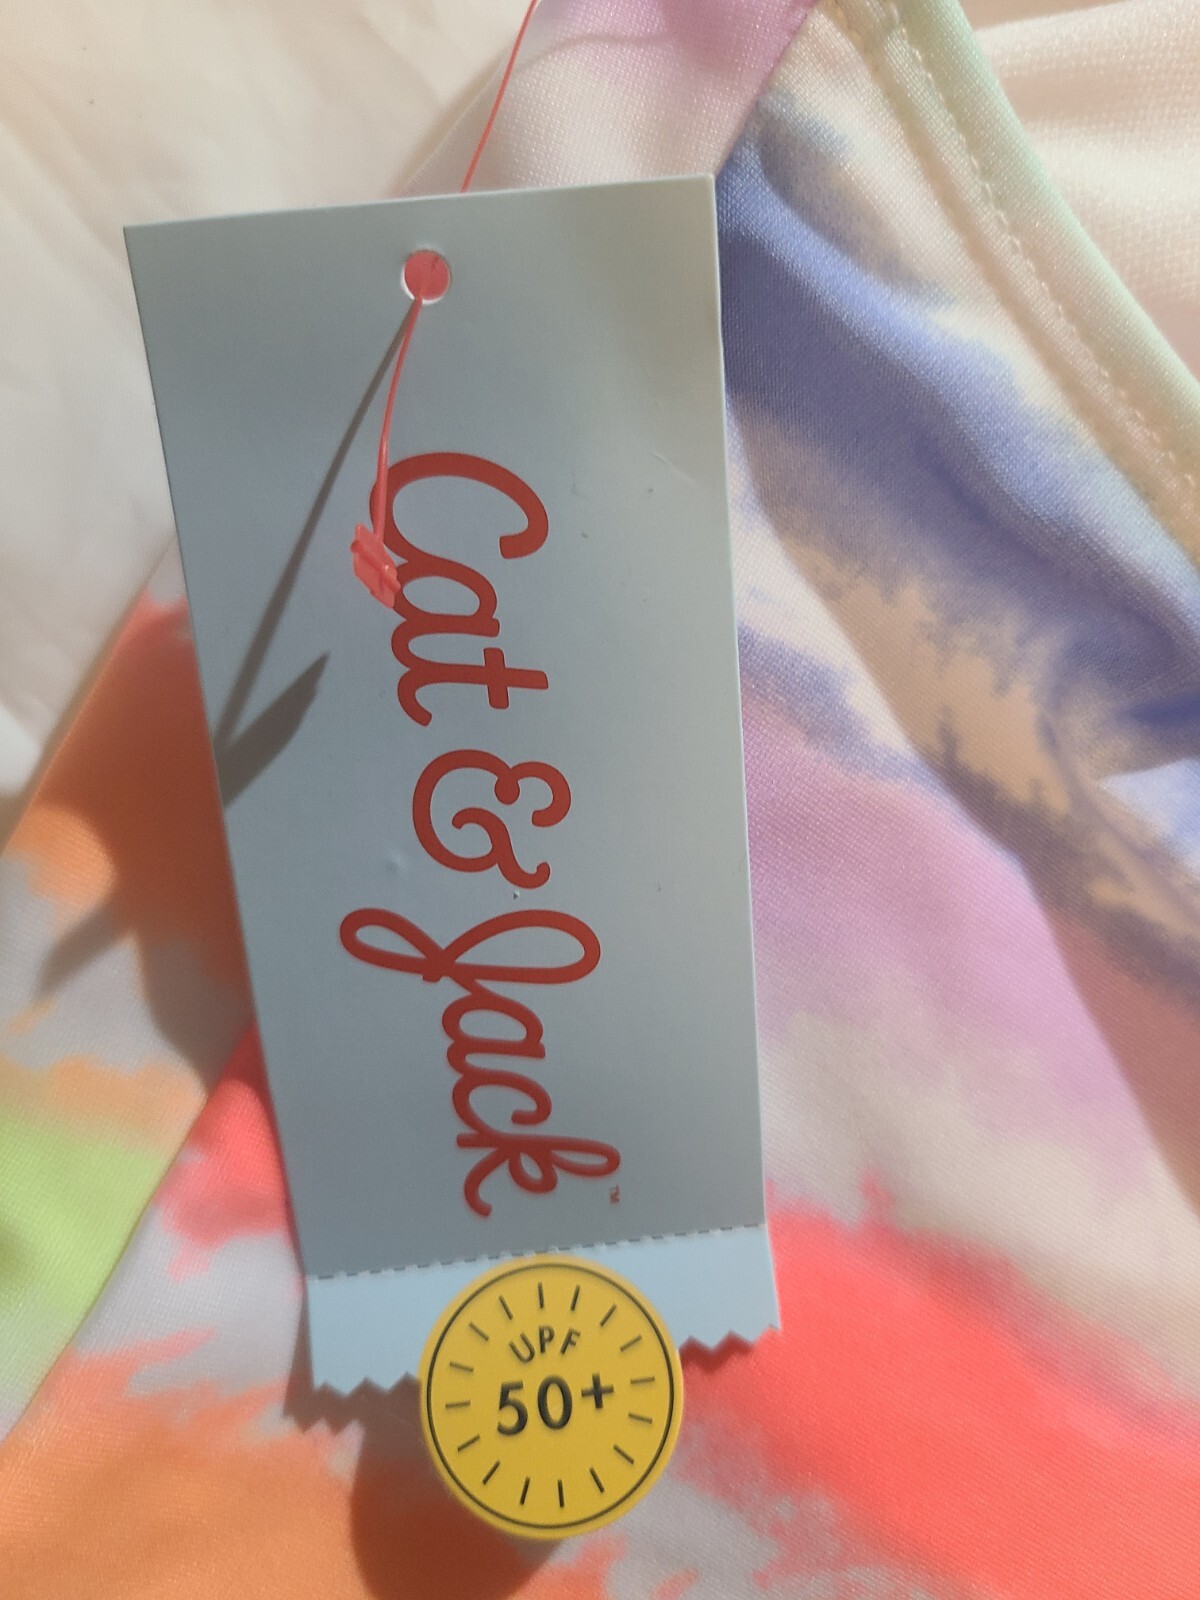 Cat & Jack™
UPF
50+